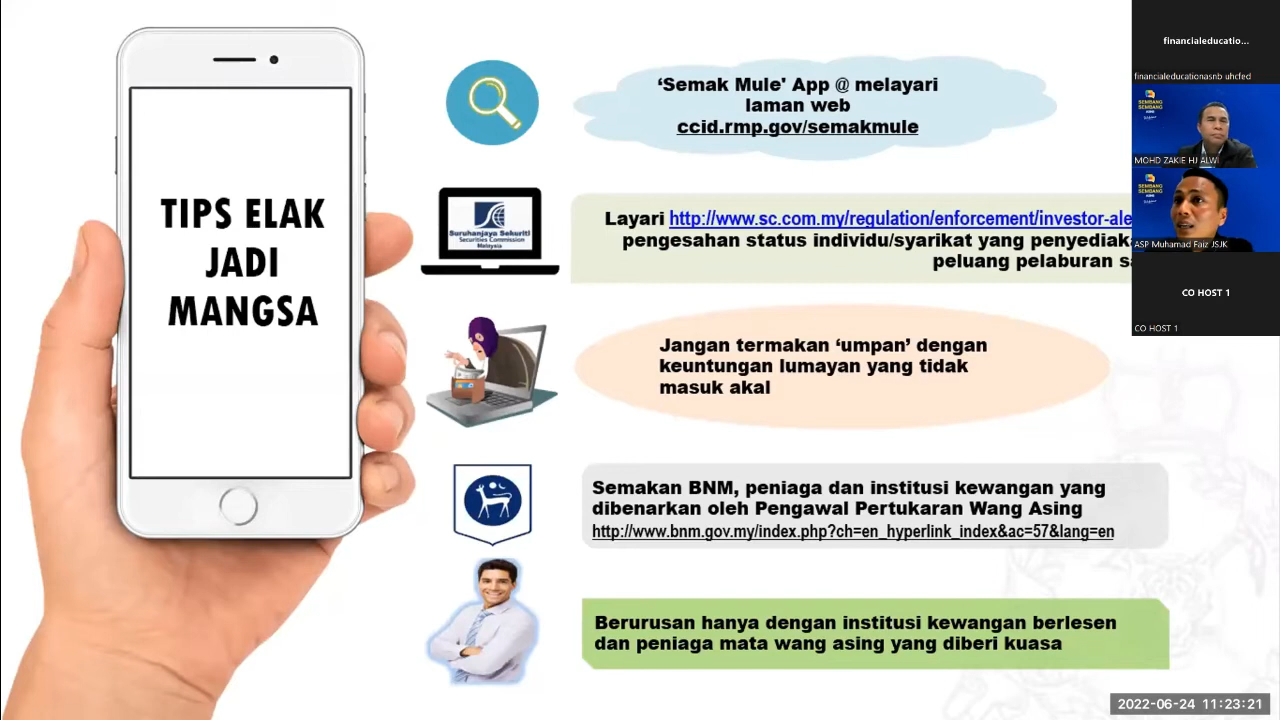 TIPS ELAK
JADI
MANGSA
‘Semak Mule' App @ melayari
laman web
ccid.rmp.gov/semakmule
Suruhanjaya Sekuriti
Securities Commission
Malaysia
Layari http://www.sc.com.my/regulation/enforcement/investor-ale
pengesahan status individu/syarikat yang penyediak
peluang pelaburan s
Jangan termakan ‘umpan’ dengan
keuntungan lumayan yang tidak
masuk akal
Semakan BNM, peniaga dan institusi kewangan yang
dibenarkan oleh Pengawal Pertukaran Wang Asing
http://www.bnm.gov.my/index.php?ch=en_hyperlink_index&ac=57&lang=en
Berurusan hanya dengan institusi kewangan berlesen
dan peniaga mata wang asing yang diberi kuasa
financialeducatio...
financialeducationasnb uhcfed
SEMBANG
SEMBANG
MOHD ZAKIE HJ ALWI
SEMBANG
SEMBANG
ASP Muhamad Faiz JSJK
CO HOST 1
CO HOST 1
2022-06-24 11:23:21